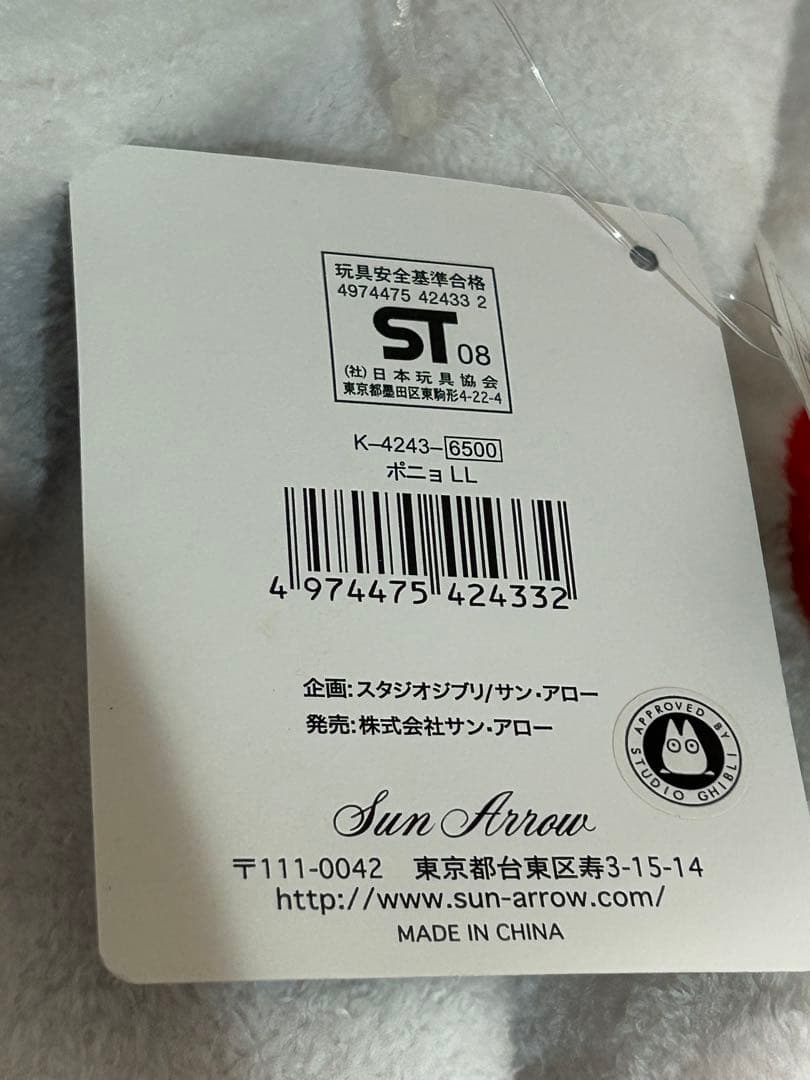 玩具安全基準合格
4974475 42433 2
ST 08
(社)日本玩具協会
東京都墨田区東駒形4-22-4
K-4243-6500
ポニョ LL
4 974475 424332
企画:スタジオジブリ/サン・アロー
発売:株式会社サン・アロー
APPROVED BY
STUDIO GHIBLI
Sun Arrow
〒111-0042 東京都台東区寿3-15-14
http://www.sun-arrow.com/
MADE IN CHINA